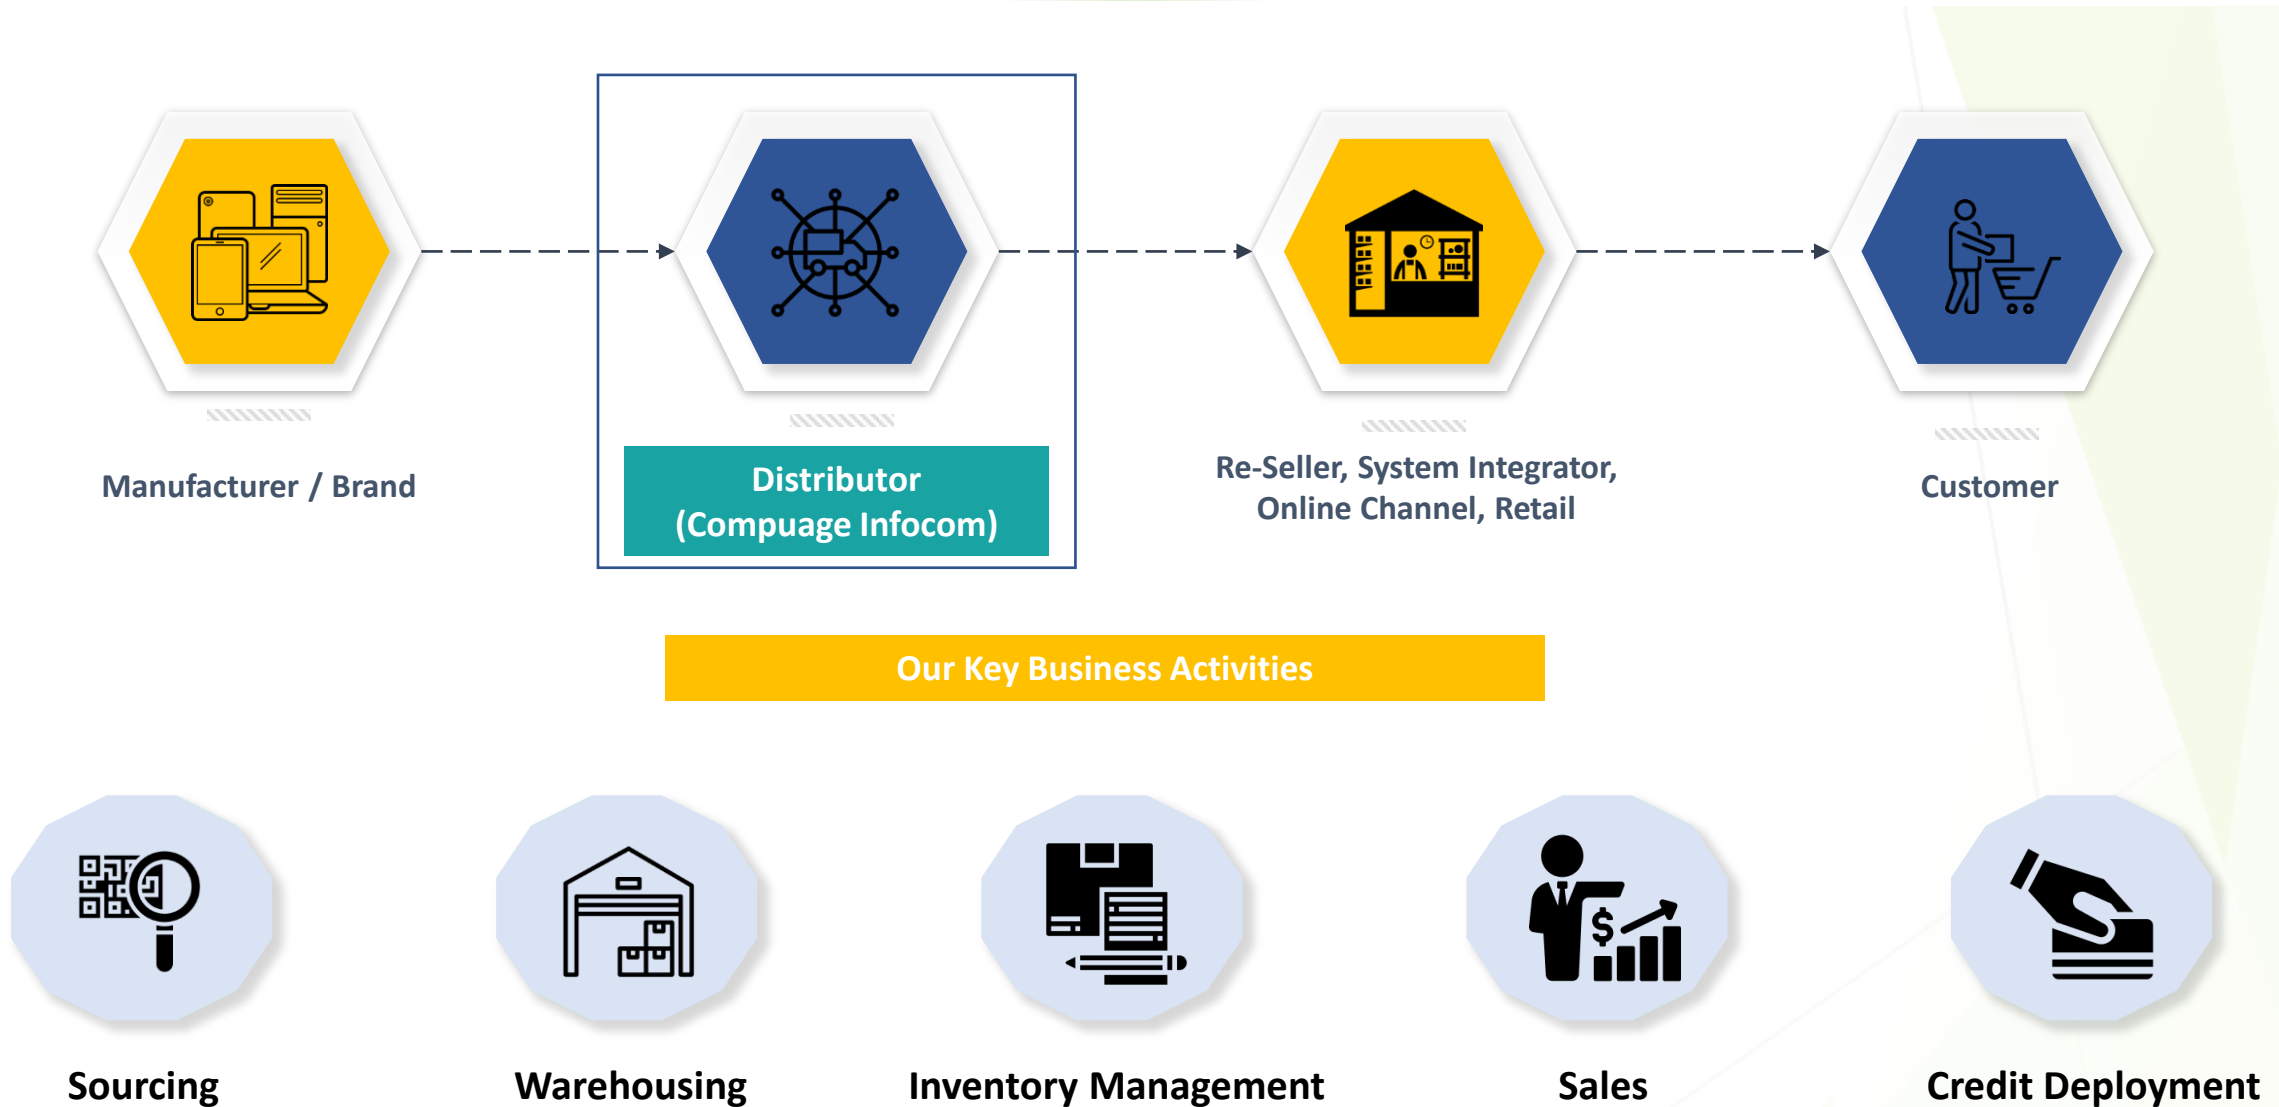 Manufacturer / Brand
Distributor
(Compuage Infocom)
Re-Seller, System Integrator,
Online Channel, Retail
Customer
Our Key Business Activities
Sourcing
Warehousing
Inventory Management
Sales
Credit Deployment